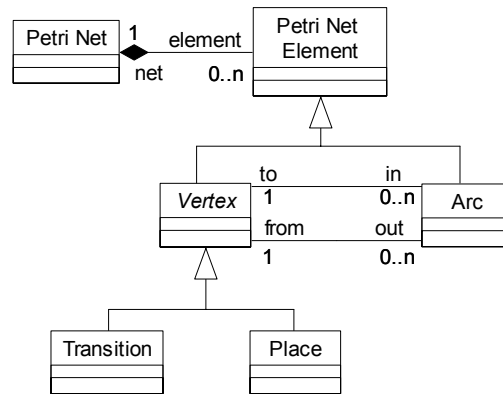 Petri Net
1
element
net
0..n
Petri Net
Element
to
in
1
0..n
Vertex
Arc
from
out
1
0..n
Transition
Place